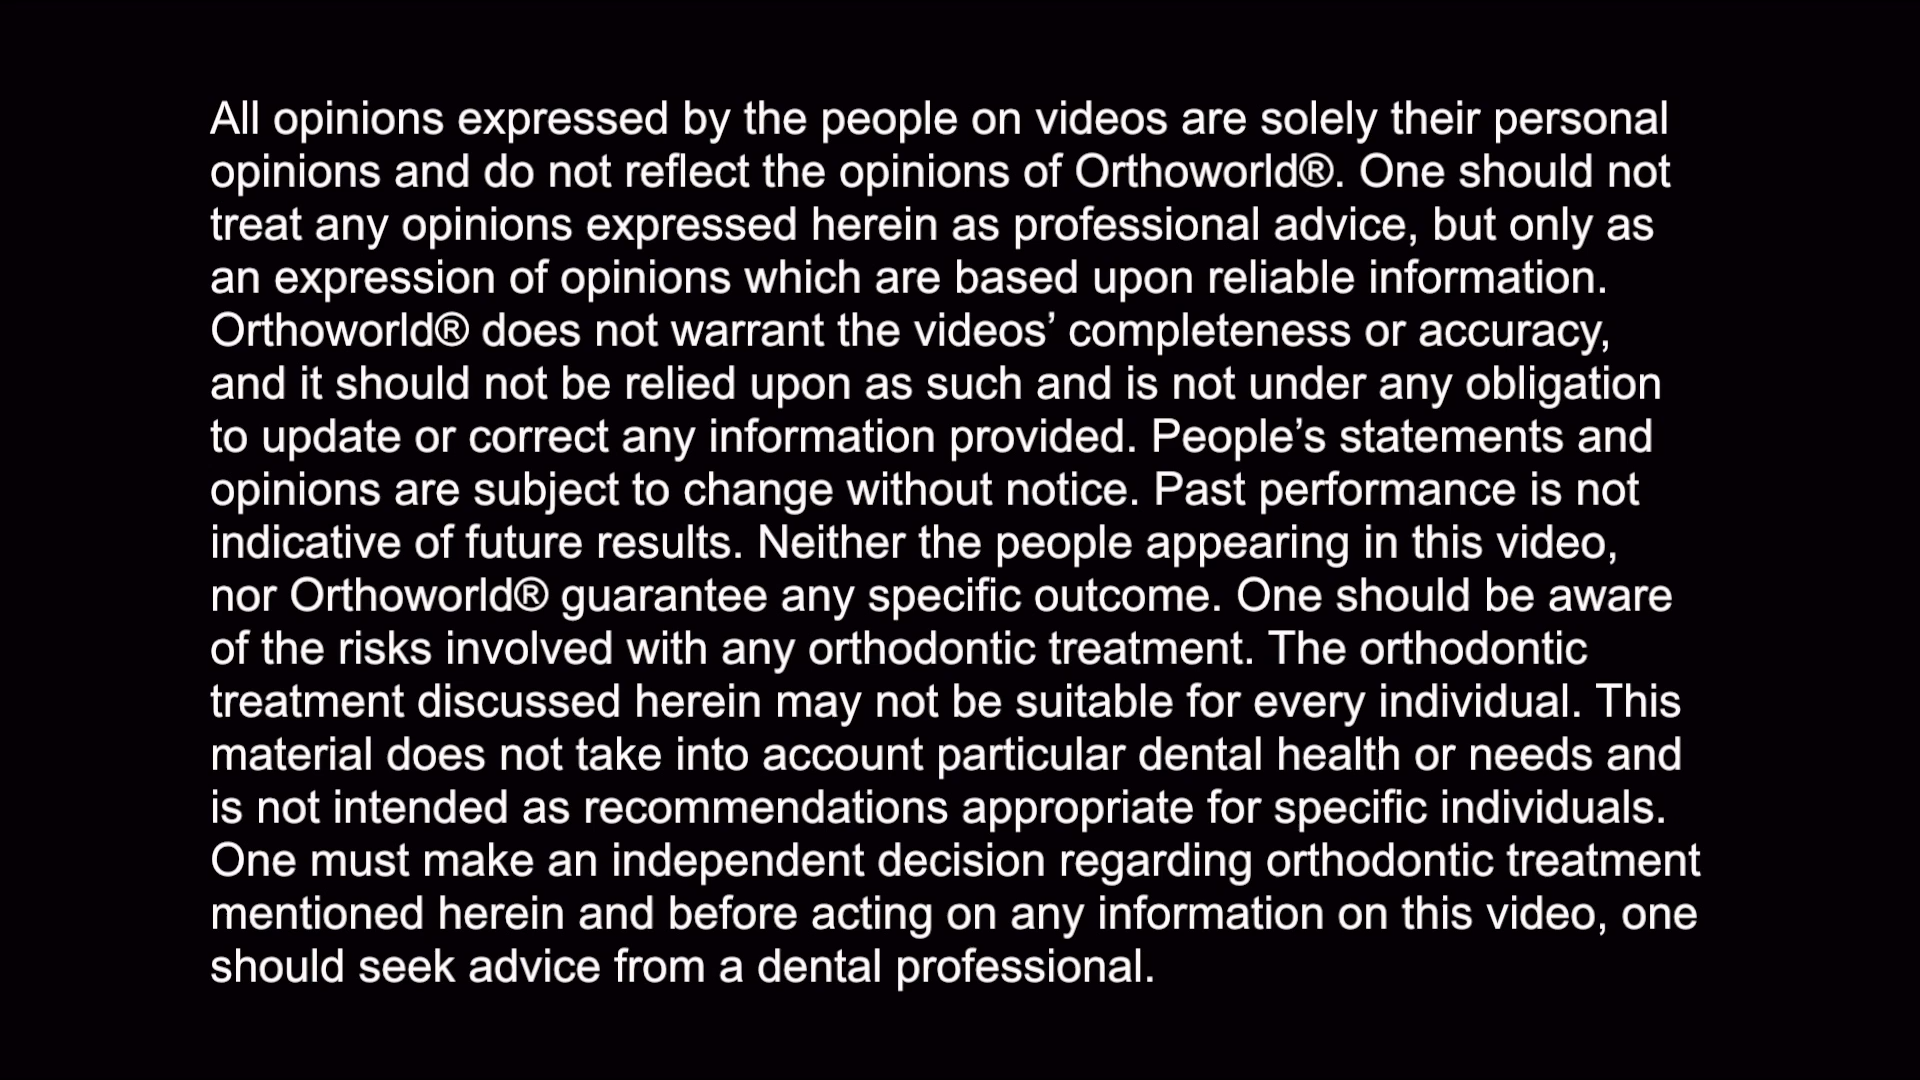 All opinions expressed by the people on videos are solely their personal
opinions and do not reflect the opinions of Orthoworld®. One should not
treat any opinions expressed herein as professional advice, but only as
an expression of opinions which are based upon reliable information.
Orthoworld® does not warrant the videos’ completeness or accuracy,
and it should not be relied upon as such and is not under any obligation
to update or correct any information provided. People’s statements and
opinions are subject to change without notice. Past performance is not
indicative of future results. Neither the people appearing in this video,
nor Orthoworld® guarantee any specific outcome. One should be aware
of the risks involved with any orthodontic treatment. The orthodontic
treatment discussed herein may not be suitable for every individual. This
material does not take into account particular dental health or needs and
is not intended as recommendations appropriate for specific individuals.
One must make an independent decision regarding orthodontic treatment
mentioned herein and before acting on any information on this video, one
should seek advice from a dental professional.